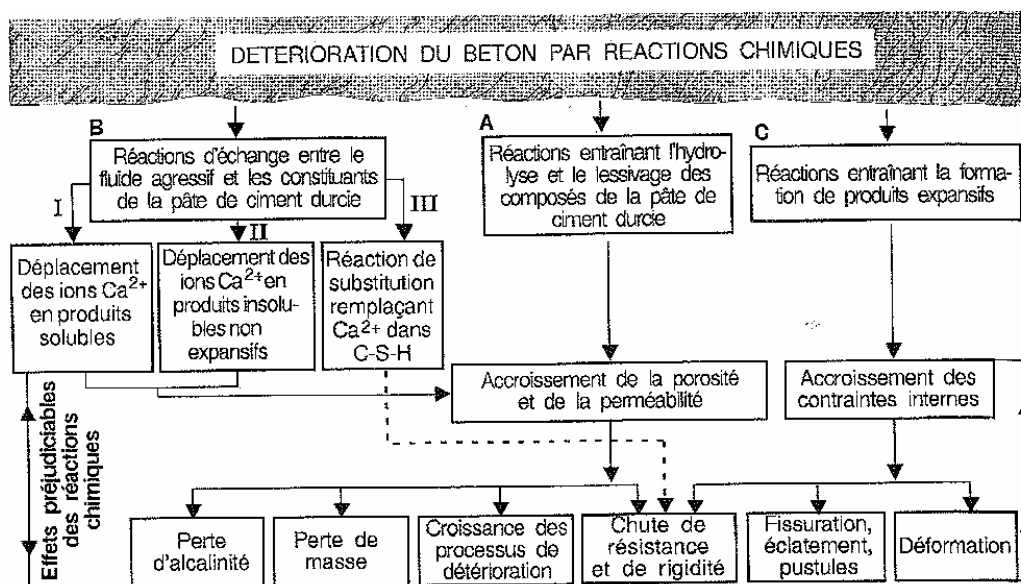 DETERIORATION DU BETON PAR REACTIONS CHIMIQUES
B
Réactions d'échange entre le
fluide agressif et les constituants
de la pâte de ciment durcie
A
Réactions entraînant l'hydro-
lyse et le lessivage des
composés de la pâte de
ciment durcie
C
Réactions entraînant la forma-
tion de produits expansifs
I
II
III
Déplacement
des ions Ca2+
en produits
solubles
Déplacement des
ions Ca2+ en
produits insolu-
bles non
expansifs
Réaction de
substitution
remplaçant
Ca2+ dans
C-S-H
Accroissement de la porosité
et de la perméabilité
Accroissement des
contraintes internes
Effets préjudiciables
des réactions
chimiques
Perte
d'alcalinité
Perte de
masse
Croissance des
processus de
détérioration
Chute de
résistance
et de rigidité
Fissuration,
éclatement,
pustules
Déformation